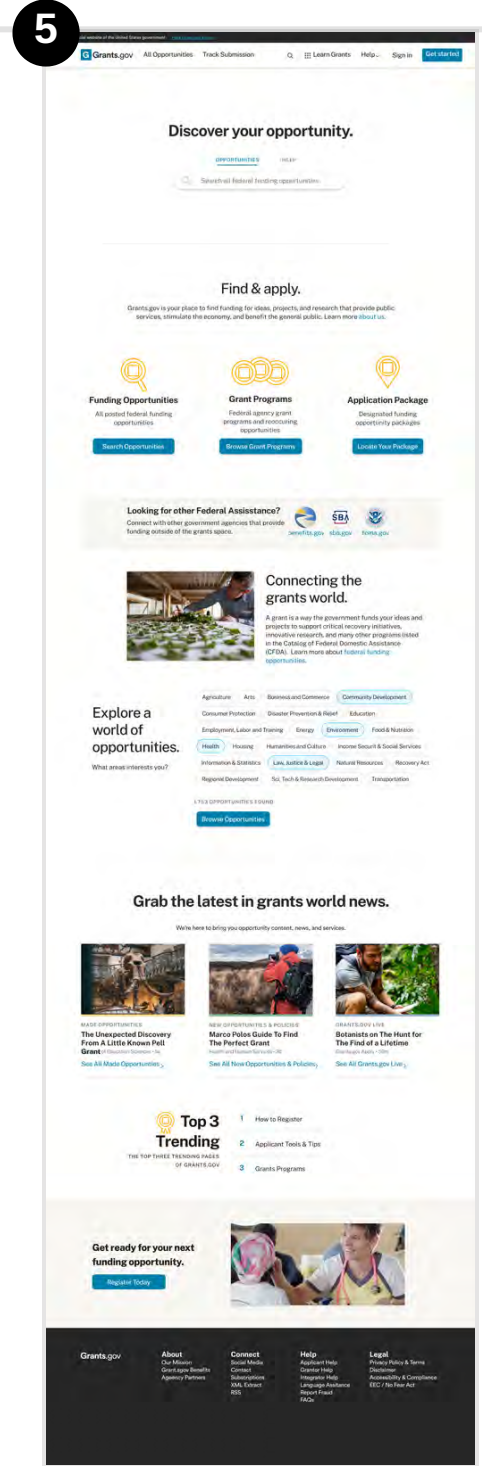 5
website of the United States government
Grants.gov All Opportunities Track Submission Learn Grants Help Sign in Get started
Discover your opportunity.
OPPORTUNITIES
Search all federal funding opportunities
Find & apply.
Grants.gov is your place to find funding for ideas, projects, and research that provide public
services, stimulate the economy, and benefit the general public. Learn more about us.
Funding Opportunities
All posted federal funding
opportunities
Search Opportunities
Grant Programs
Federal agency grant
programs and reoccuring
opportunities
Browse Grant Programs
Application Package
Designated funding
opportinity packages
Locate Your Package
Looking for other Federal Assisstance?
Connect with other government agencies that provide
funding outside of the grants space.
SBA
benefits.gov sba.gov fema.gov
Connecting the
grants world.
A grant is a way the government funds your ideas and
projects to support critical recovery initiatives,
innovative research, and many other programs listed
in the Catalog of Federal Domestic Assistance
(CFDA). Learn more about federal funding
opportunities.
Explore a
world of
opportunities.
What areas interests you?
Agriculture Arts Business and Commerce Community Development
Consumer Protection Disaster Prevention & Relief Education
Employment, Labor and Training Energy Environment Food & Nutrition
Health Housing Humanities and Culture Income Securit & Social Services
Information & Statistics Law, Justice & Legal Natural Resources Recovery Act
Regional Development Sci, Tech & Research Development Transportation
OPPORTUNITIES FOUND
Browse Opportunities
Grab the latest in grants world news.
We're here to bring you opportunity content, news, and services.
MADE OPPORTUNITIES
The Unexpected Discovery
From A Little Known Pell
Grant
See All Made Opportunities
NEW OPPORTUNITIES & POLICIES
Marco Polos Guide To Find
The Perfect Grant
See All New Opportunities & Policies
GRANTS.GOV LIVE
Botanists on The Hunt for
The Find of a Lifetime
See All Grants.gov Live
Top 3
Trending
THE TOP THREE TRENDING PAGES
OF GRANTS.GOV
1 How to Register
2 Applicant Tools & Tips
3 Grants Programs
Get ready for your next
funding opportunity.
Register Today
Grants.gov
About
Our Mission
Grant.gov Benefits
Agency Partners
Connect
Social Media
Contact
Subscriptions
XML Extract
RSS
Help
Applicant Help
Grantor Help
Integrator Help
Language Assitance
Report Fraud
FAQs
Legal
Privacy Policy & Terms
Disclaimer
Accessibility & Compliance
EEC / No Fear Act